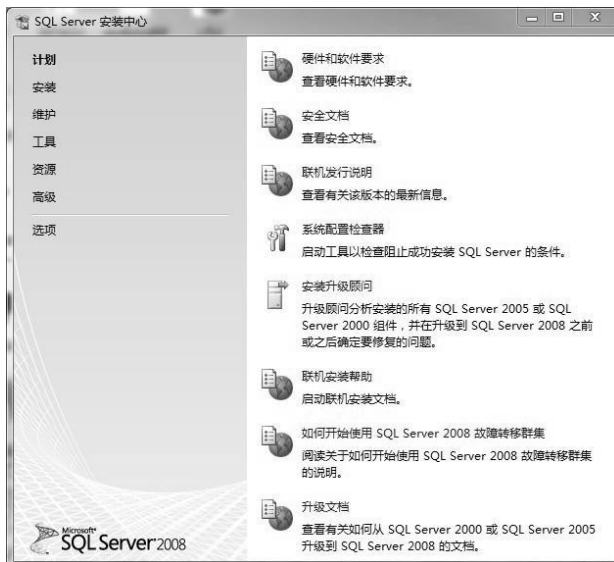 SQL Server 安装中心
计划
安装
维护
工具
资源
高级
选项
硬件和软件要求
查看硬件和软件要求。
安全文档
查看安全文档。
联机发行说明
查看有关该版本的最新信息。
系统配置检查器
启动工具以检查阻止成功安装 SQL Server 的条件。
安装升级顾问
升级顾问分析安装的所有 SQL Server 2005 或 SQL
Server 2000 组件，并在升级到 SQL Server 2008 之前
或之后确定要修复的问题。
联机安装帮助
启动联机安装文档。
如何开始使用 SQL Server 2008 故障转移群集
阅读关于如何开始使用 SQL Server 2008 故障转移群集
的说明。
升级文档
查看有关如何从 SQL Server 2000 或 SQL Server 2005
升级到 SQL Server 2008 的文档。
Microsoft
SQL Server 2008